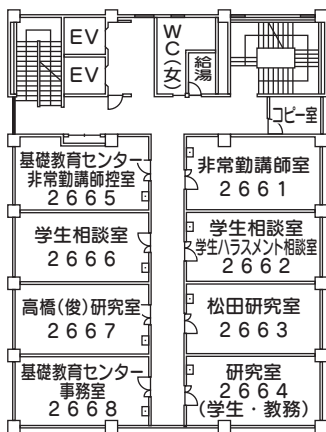 EV
EV
WC(女)
給湯
コピー室
基礎教育センター
非常勤講師控室
2665
非常勤講師室
2661
学生相談室
2666
学生相談室
学生ハラスメント相談室
2662
高橋(俊)研究室
2667
松田研究室
2663
基礎教育センター
事務室
2668
研究室
2664
(学生・教務)